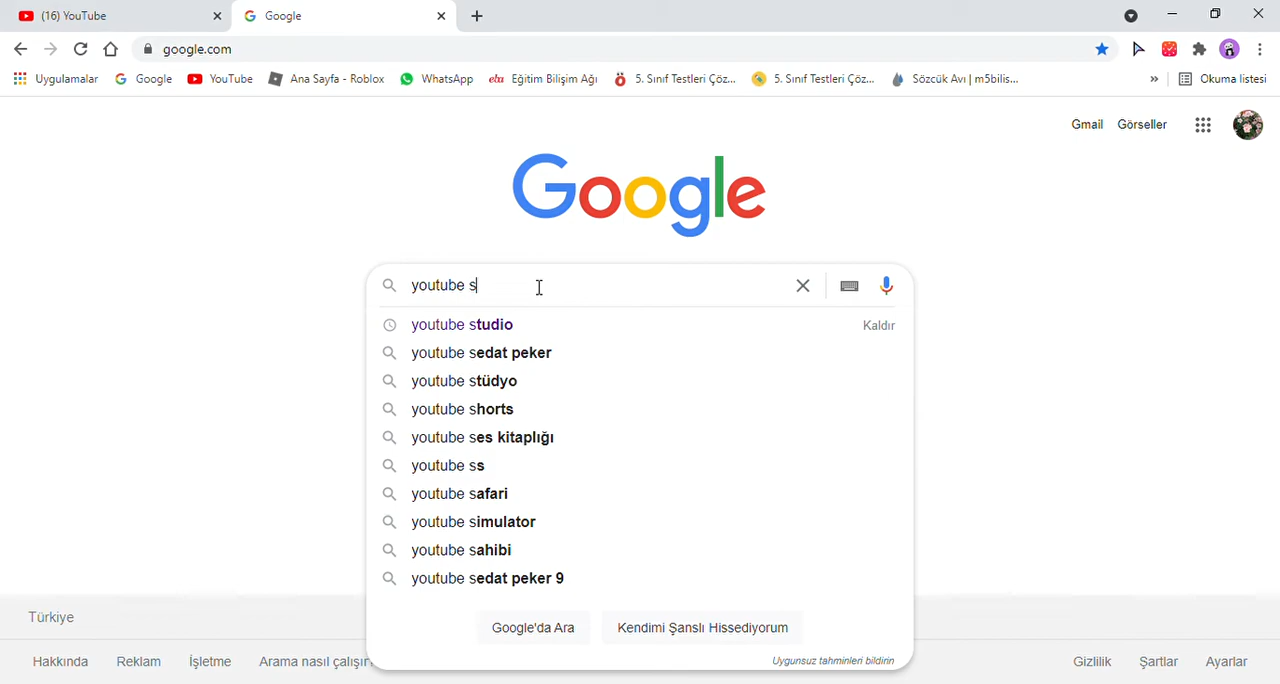 (16) YouTube
Google
google.com
Uygulamalar Google YouTube Ana Sayfa - Roblox WhatsApp eba Eğitim Bilişim Ağı 5. Sınıf Testleri Çöz... 5. Sınıf Testleri Çöz... Sözcük Avı | m5bilis... » Okuma listesi
Gmail Görseller
Google
youtube s
youtube studio Kaldır
youtube sedat peker
youtube stüdyo
youtube shorts
youtube ses kitaplığı
youtube ss
youtube safari
youtube simulator
youtube sahibi
youtube sedat peker 9
Google'da Ara Kendimi Şanslı Hissediyorum
Uygunsuz tahminleri bildirin
Türkiye
Hakkında Reklam İşletme Arama nasıl çalışır? Gizlilik Şartlar Ayarlar